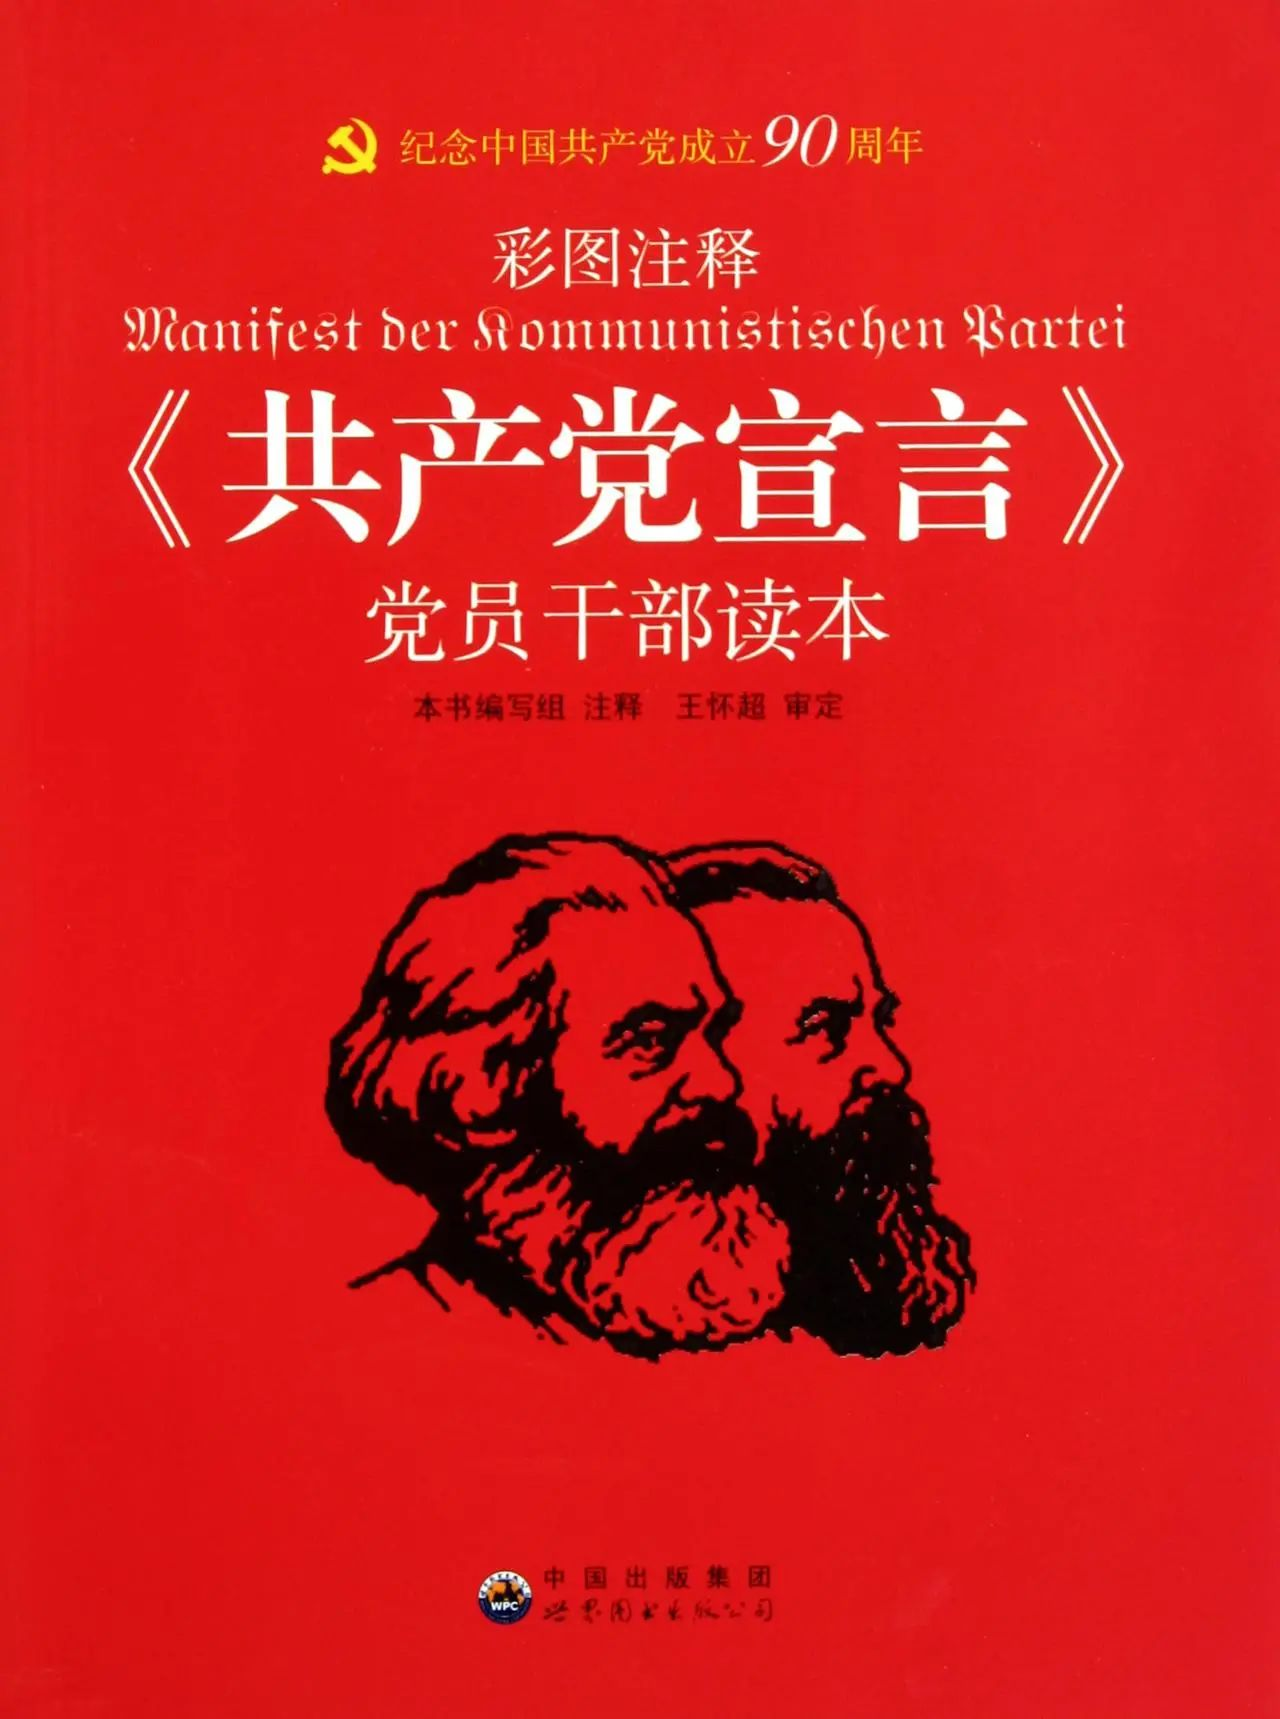 纪念中国共产党成立90周年
彩图注释
Manifest der Kommunistischen Partei
《共产党宣言》
党员干部读本
本书编写组 注释 王怀超 审定
WPC
中国出版集团
世界图书出版公司